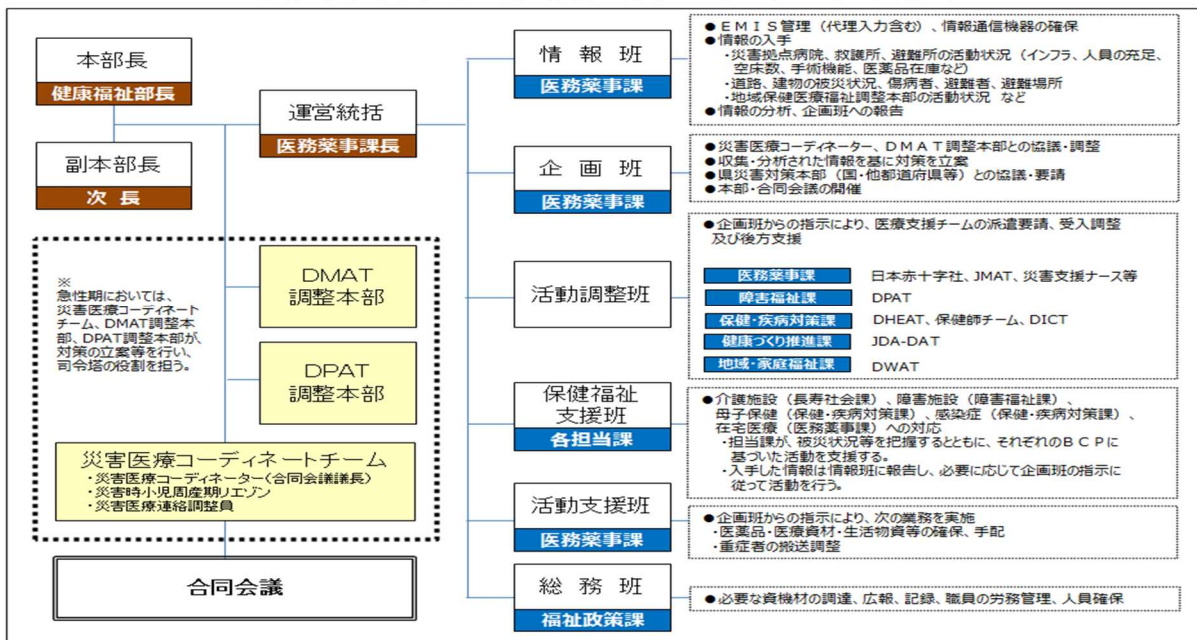 本部長
健康福祉部長
副本部長
次 長
運営統括
医務薬事課長
※
急性期においては、
災害医療コーディネート
チーム、DMAT調整本
部、DPAT調整本部が、
対策の立案等を行い、
司令塔の役割を担う。
DMAT
調整本部
DPAT
調整本部
災害医療コーディネートチーム
・災害医療コーディネーター(合同会議議長)
・災害時小児周産期リエゾン
・災害医療連絡調整員
合同会議
情 報 班
医務薬事課
●ＥＭＩＳ管理（代理入力含む）、情報通信機器の確保
●情報の入手
・災害拠点病院、救護所、避難所の活動状況（インフラ、人員の充足、
空床数、手術機能、医薬品在庫など）
・道路、建物の被災状況、傷病者、避難者、避難場所
・地域保健医療福祉調整本部の活動状況 など
●情報の分析、企画班への報告
企 画 班
医務薬事課
●災害医療コーディネーター、ＤＭＡＴ調整本部との協議・調整
●収集・分析された情報を基に対策を立案
●県災害対策本部（国・他都道府県等）との協議・要請
●本部・合同会議の開催
活動調整班
●企画班からの指示により、医療支援チームの派遣要請、受入調整
及び後方支援
医務薬事課 日本赤十字社、JMAT、災害支援ナース等
障害福祉課 DPAT
保健・疾病対策課 DHEAT、保健師チーム、DICT
健康づくり推進課 JDA-DAT
地域・家庭福祉課 DWAT
保健福祉
支援班
各担当課
●介護施設（長寿社会課）、障害施設（障害福祉課）、
母子保健（保健・疾病対策課）、感染症（保健・疾病対策課）、
在宅医療（医務薬事課）への対応
・担当課が、被災状況等を把握するとともに、それぞれのＢＣＰに
基づいた活動を支援する。
・入手した情報は情報班に報告し、必要に応じて企画班の指示に
従って活動を行う。
活動支援班
医務薬事課
●企画班からの指示により、次の業務を実施
・医薬品・医療資材・生活物資等の確保、手配
・重症者の搬送調整
総 務 班
福祉政策課
●必要な資機材の調達、広報、記録、職員の労務管理、人員確保